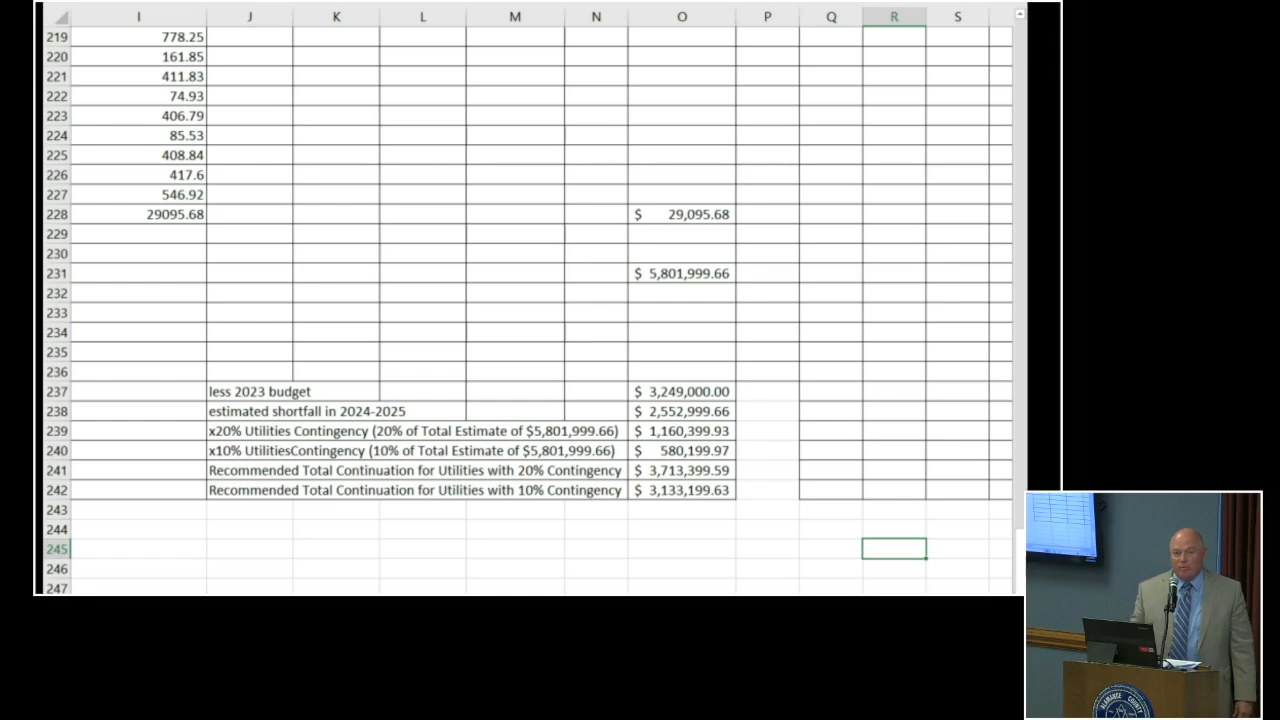 I J K L M N O P Q R S
219 778.25
220 161.85
221 411.83
222 74.93
223 406.79
224 85.53
225 408.84
226 417.6
227 546.92
228 29095.68 $ 29,095.68
229
230
231 $ 5,801,999.66
232
233
234
235
236
237 less 2023 budget $ 3,249,000.00
238 estimated shortfall in 2024-2025 $ 2,552,999.66
239 x20% Utilities Contingency (20% of Total Estimate of $5,801,999.66) $ 1,160,399.93
240 x10% UtilitiesContingency (10% of Total Estimate of $5,801,999.66) $ 580,199.97
241 Recommended Total Continuation for Utilities with 20% Contingency $ 3,713,399.59
242 Recommended Total Continuation for Utilities with 10% Contingency $ 3,133,199.63
243
244
245
246
247
ALAMANCE COUNTY